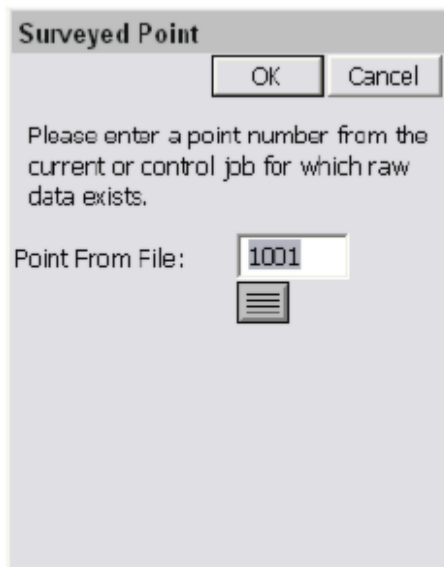 Surveyed Point
OK Cancel
Please enter a point number from the
current or control job for which raw
data exists.
Point From File: 1001